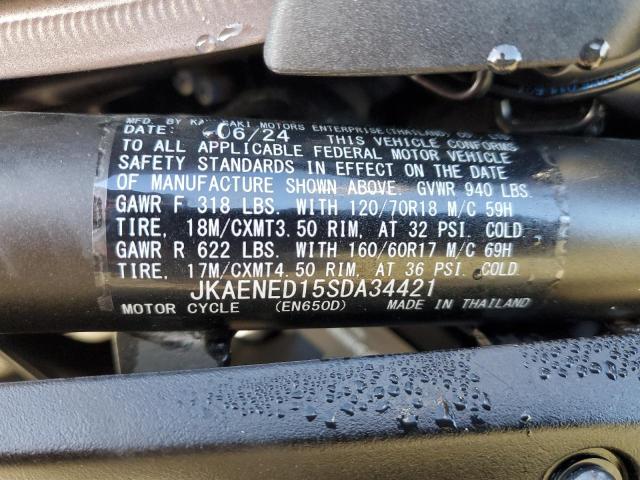 MFD. BY KAWASAKI MOTORS ENTERPRISE (THAILAND) CO., LTD.
DATE: 06/24 THIS VEHICLE CONFORMS
TO ALL APPLICABLE FEDERAL MOTOR VEHICLE
SAFETY STANDARDS IN EFFECT ON THE DATE
OF MANUFACTURE SHOWN ABOVE. GVWR 940 LBS.
GAWR F 318 LBS. WITH 120/70R18 M/C 59H
TIRE, 18M/CXMT3.50 RIM, AT 32 PSI. COLD.
GAWR R 622 LBS. WITH 160/60R17 M/C 69H
TIRE, 17M/CXMT4.50 RIM, AT 36 PSI. COLD.
JKAENED15SDA34421
MOTOR CYCLE (EN650D) MADE IN THAILAND